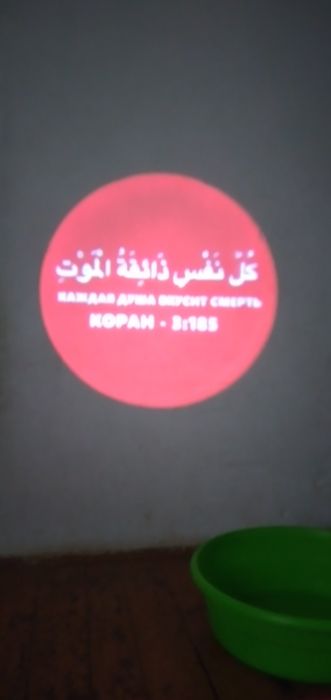 كُلُّ نَفْسٍ ذَائِقَةُ الْمَوْتِ
КАЖДАЯ ДУША ВКУСИТ СМЕРТЬ
КОРАН - 3:185